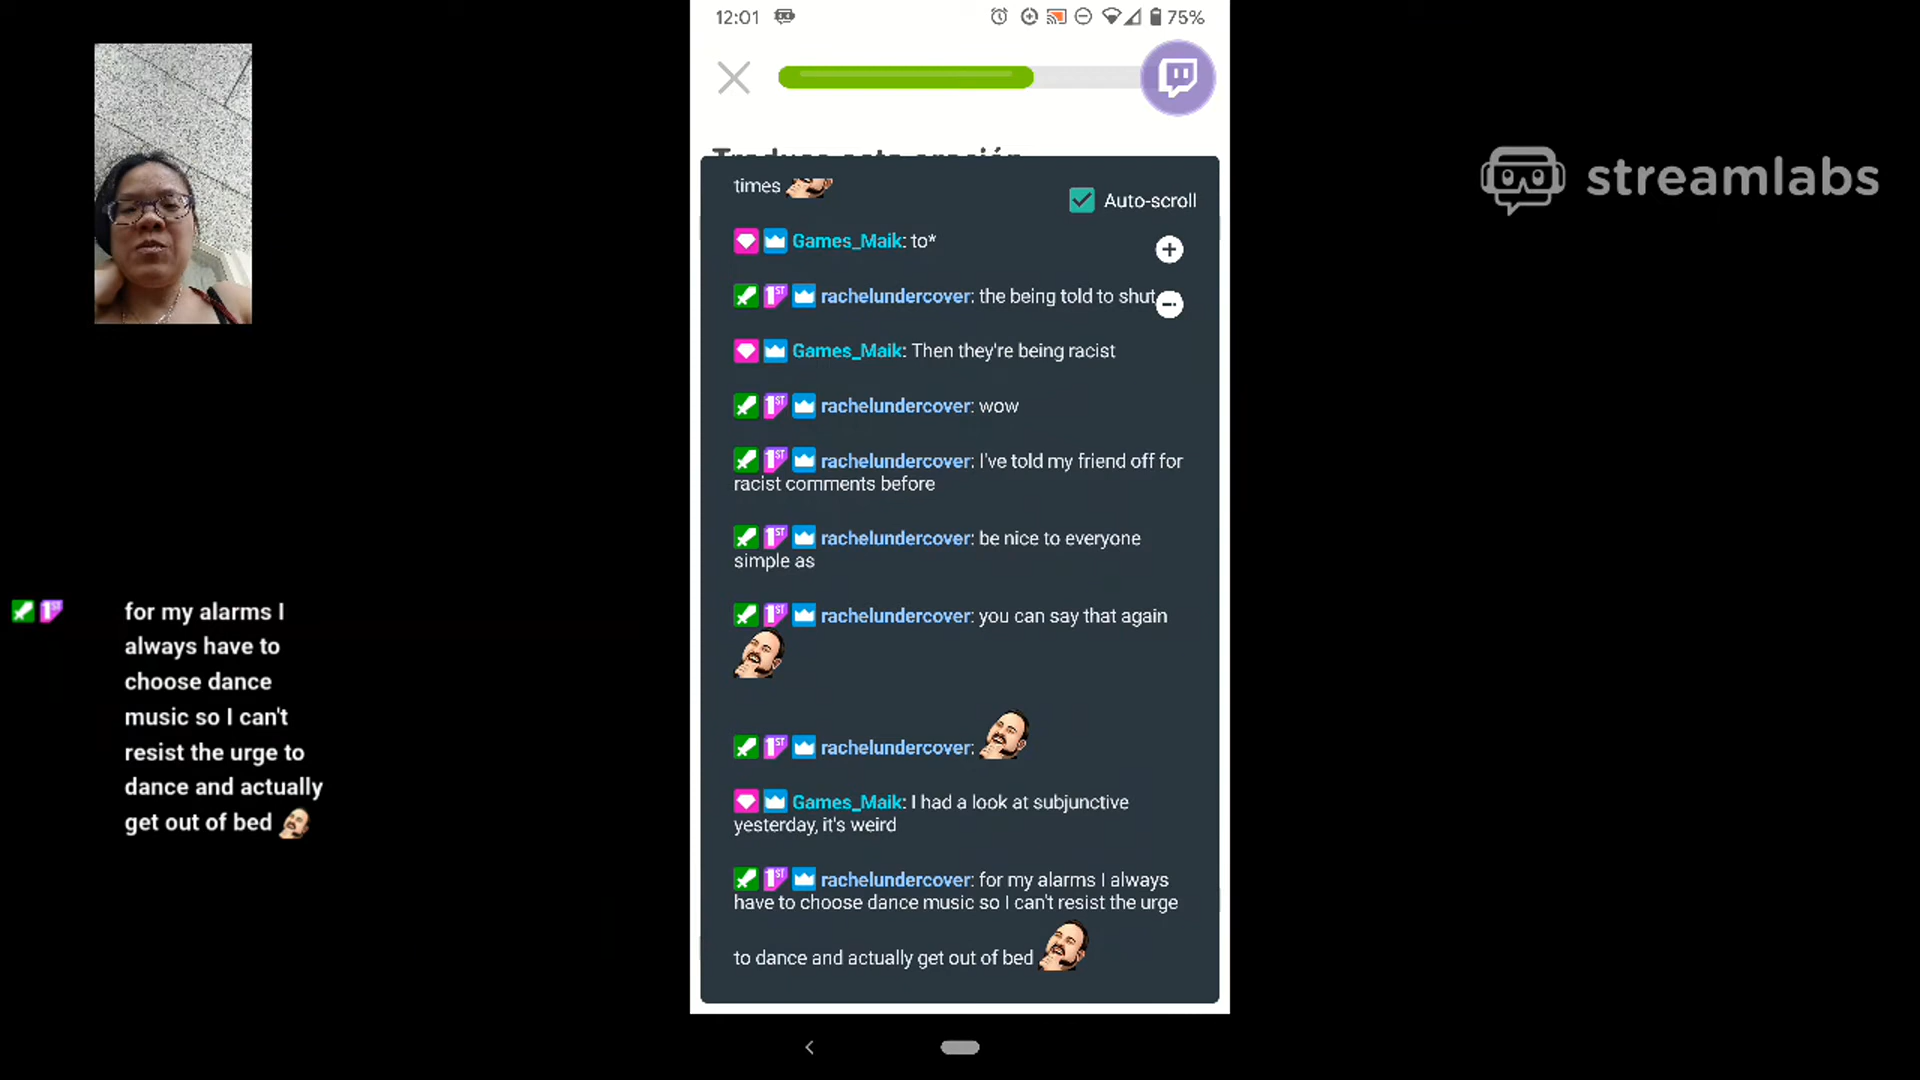 12:01
75%
streamlabs
Traduce esta oración
times
Auto-scroll
Games_Maik: to*
rachelundercover: the being told to shut
Games_Maik: Then they're being racist
rachelundercover: wow
rachelundercover: I've told my friend off for
racist comments before
rachelundercover: be nice to everyone
simple as
rachelundercover: you can say that again
rachelundercover:
Games_Maik: I had a look at subjunctive
yesterday, it's weird
rachelundercover: for my alarms I always
have to choose dance music so I can't resist the urge
to dance and actually get out of bed
1ST
for my alarms I
always have to
choose dance
music so I can't
resist the urge to
dance and actually
get out of bed